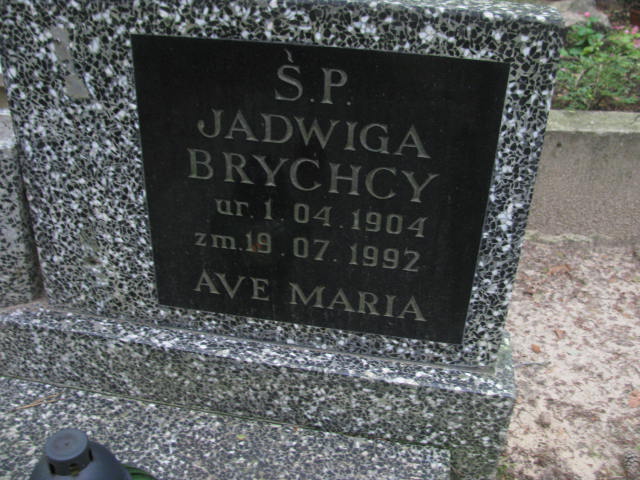 Ś.P.
JADWIGA
BRYCHCY
ur.1.04.1904
zm.19.07.1992
AVE MARIA